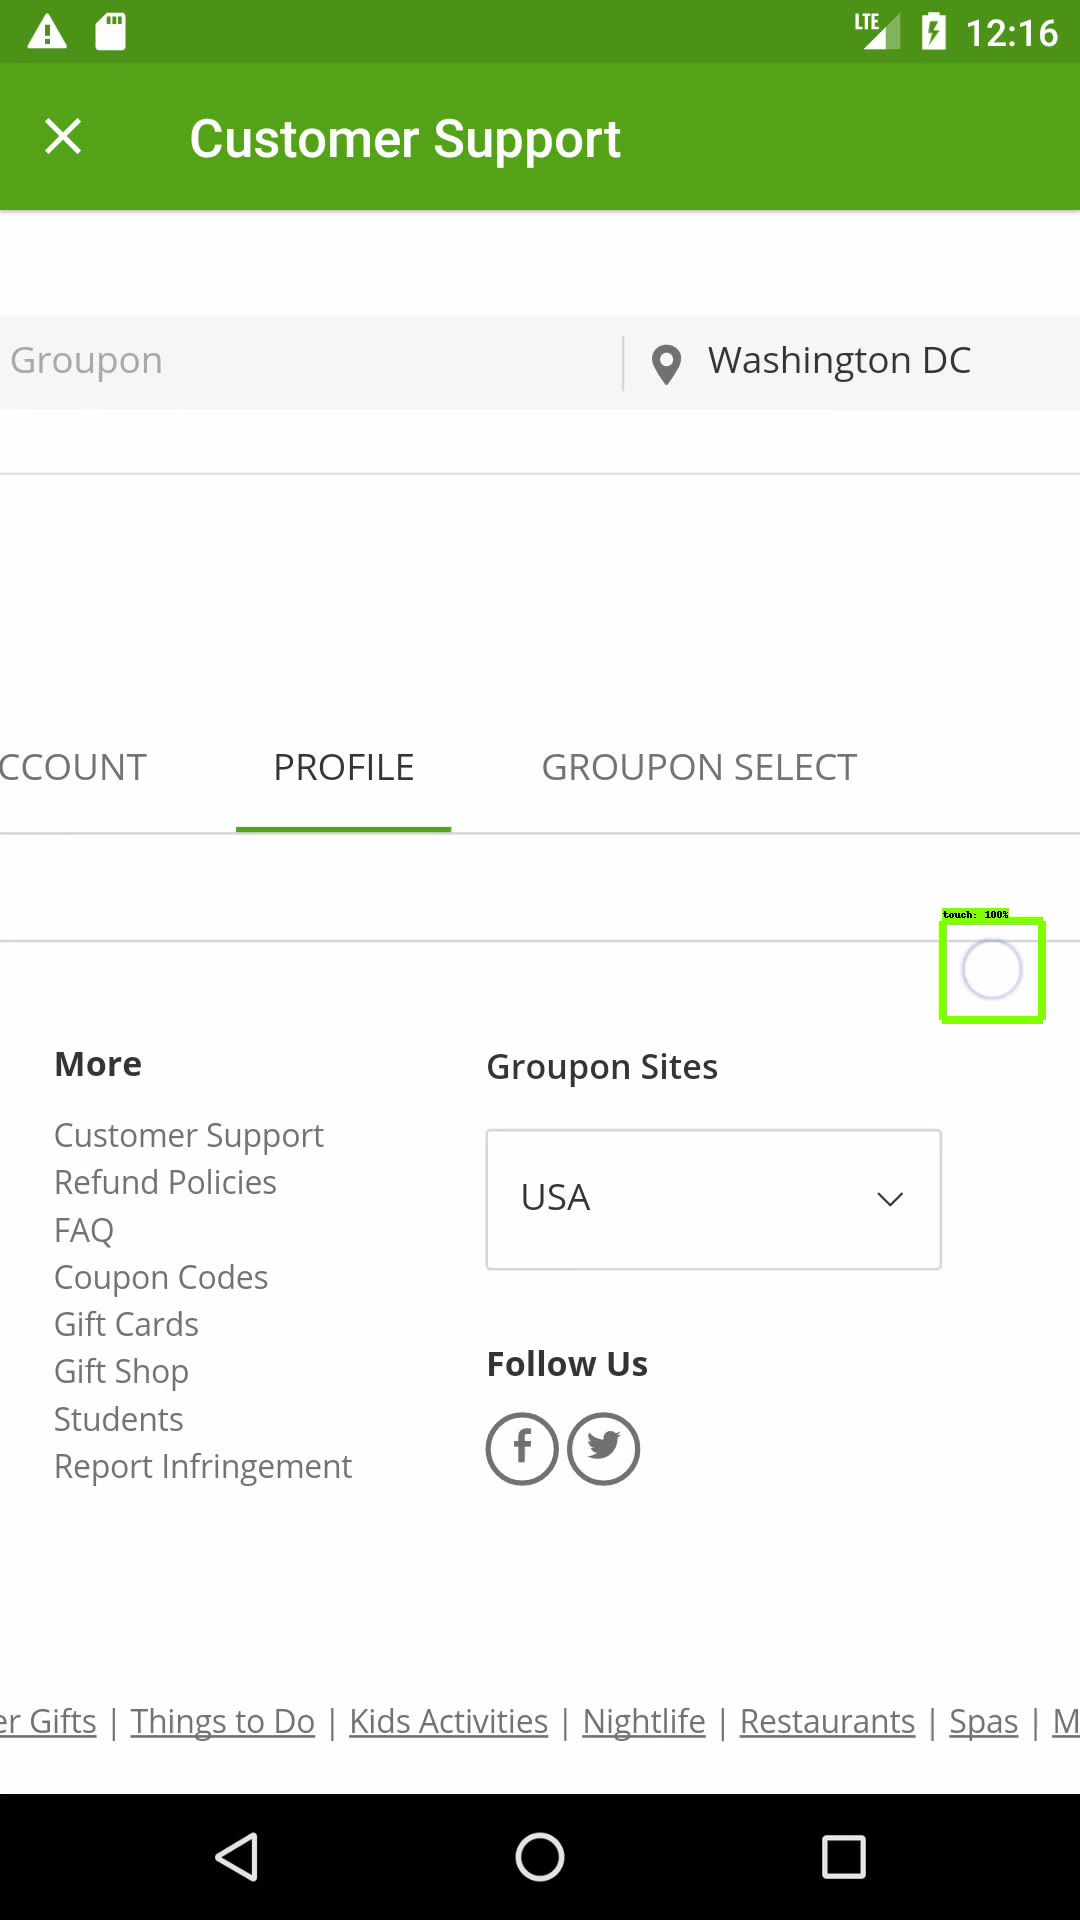 LTE 12:16
Customer Support
Groupon Washington DC
CCOUNT PROFILE GROUPON SELECT
touch: 100%
More
Customer Support
Refund Policies
FAQ
Coupon Codes
Gift Cards
Gift Shop
Students
Report Infringement
Groupon Sites
USA
Follow Us
er Gifts | Things to Do | Kids Activities | Nightlife | Restaurants | Spas | M